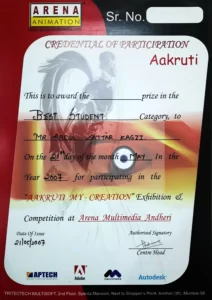 ARENA
ANIMATION
Sr. No.
CREDENTIAL OF PARTICIPATION
Aakruti
This is to award the prize in the
BEST STUDENT Category, to
MR. SATTAR KAGZI
On the 21st day of the month MAY. In the
Year 2007 for participating in the
"AAKRUTI MY-CREATION" Exhibition &
Competition at Arena Multimedia Andheri
Date Of Issue
Authorised Signatory
21/05/2007
Centre Head
APTECH
Adobe
Autodesk